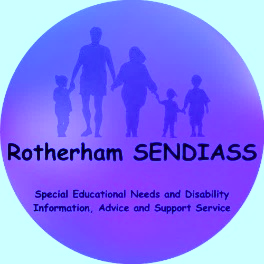 Rotherham SENDIASS
Special Educational Needs and Disability
Information, Advice and Support Service